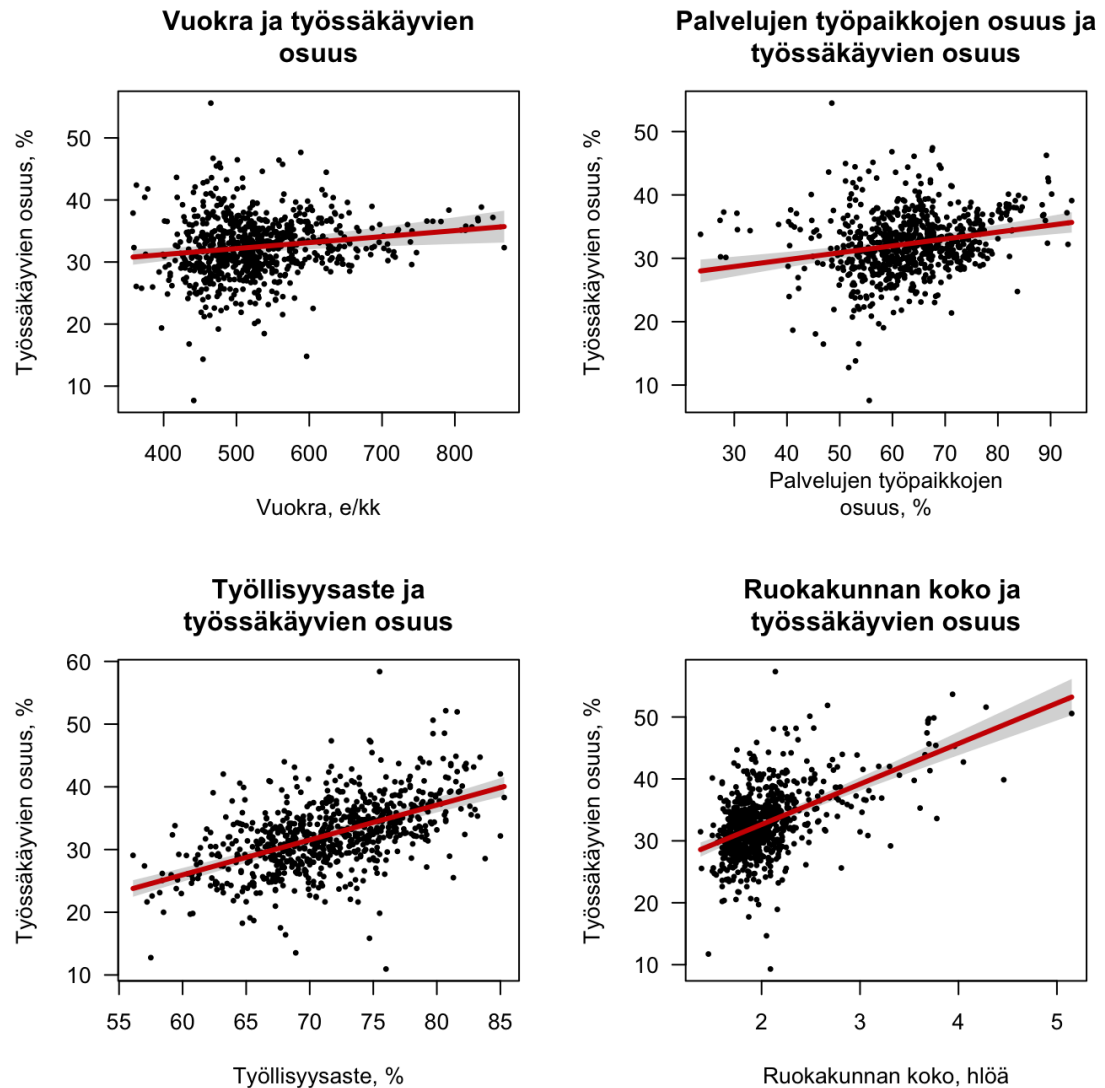 Vuokra ja työssäkäyvien
osuus
Työssäkäyvien osuus, %
50
40
30
20
10
400 500 600 700 800
Vuokra, e/kk
Palvelujen työpaikkojen osuus ja
työssäkäyvien osuus
Työssäkäyvien osuus, %
50
40
30
20
10
30 40 50 60 70 80 90
Palvelujen työpaikkojen
osuus, %
Työllisyysaste ja
työssäkäyvien osuus
Työssäkäyvien osuus, %
60
50
40
30
20
10
55 60 65 70 75 80 85
Työllisyysaste, %
Ruokakunnan koko ja
työssäkäyvien osuus
Työssäkäyvien osuus, %
50
40
30
20
10
2 3 4 5
Ruokakunnan koko, hlöä